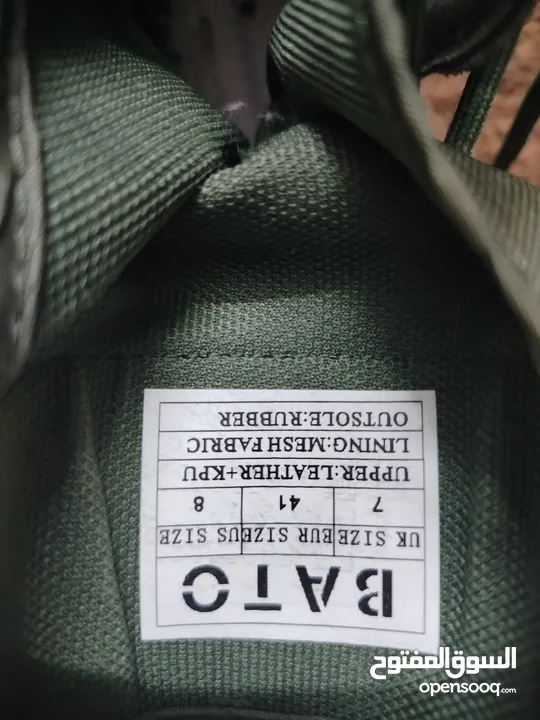 BATO
UK SIZE EUR SIZE US SIZE
7 41 8
UPPER:LEATHER+KPU
LINING:MESH FABRIC
OUTSOLE:RUBBER
السوق المفتوح
opensooq.com